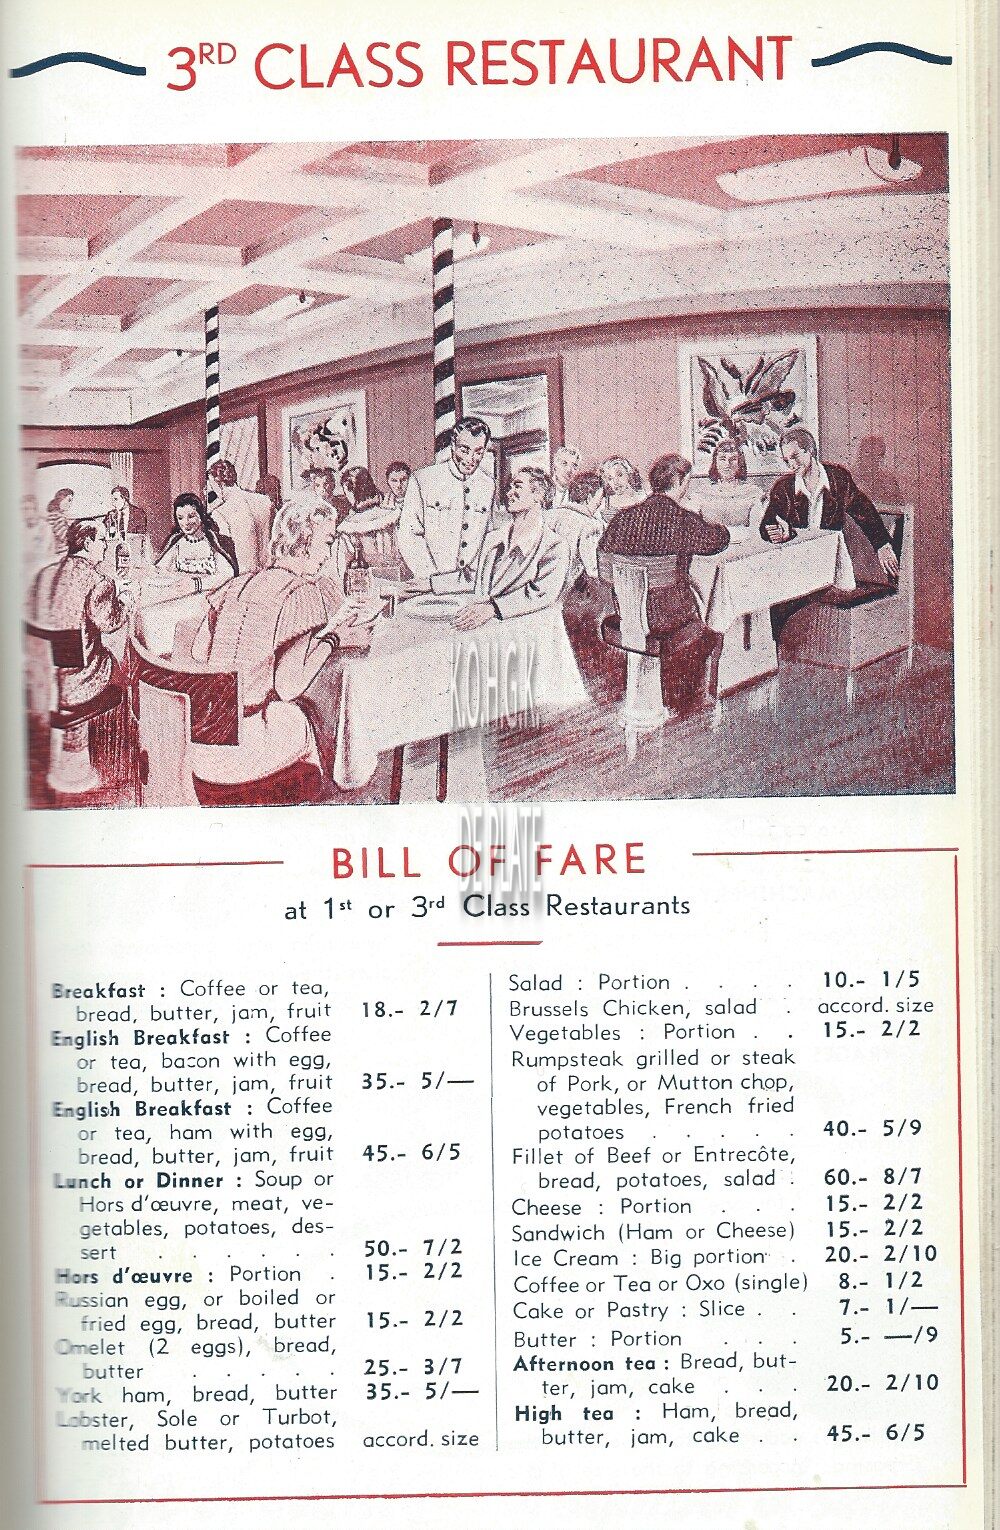 3RD CLASS RESTAURANT
K.O.H.G.K.
DE PLATE
BILL OF FARE
at 1st or 3rd Class Restaurants
Breakfast : Coffee or tea,
bread, butter, jam, fruit 18.- 2/7
English Breakfast : Coffee
or tea, bacon with egg,
bread, butter, jam, fruit 35.- 5/—
English Breakfast : Coffee
or tea, ham with egg,
bread, butter, jam, fruit 45.- 6/5
Lunch or Dinner : Soup or
Hors d'œuvre, meat, ve-
getables, potatoes, des-
sert . . . . . . 50.- 7/2
Hors d'œuvre : Portion . 15.- 2/2
Russian egg, or boiled or
fried egg, bread, butter 15.- 2/2
Omelet (2 eggs), bread,
butter . . . . . 25.- 3/7
York ham, bread, butter 35.- 5/—
Lobster, Sole or Turbot,
melted butter, potatoes accord. size
Salad : Portion . . . . 10.- 1/5
Brussels Chicken, salad . accord. size
Vegetables : Portion . . 15.- 2/2
Rumpsteak grilled or steak
of Pork, or Mutton chop,
vegetables, French fried
potatoes . . . . . 40.- 5/9
Fillet of Beef or Entrecôte,
bread, potatoes, salad . 60.- 8/7
Cheese : Portion . . . 15.- 2/2
Sandwich (Ham or Cheese) 15.- 2/2
Ice Cream : Big portion . 20.- 2/10
Coffee or Tea or Oxo (single) 8.- 1/2
Cake or Pastry : Slice . . 7.- 1/—
Butter : Portion . . . 5.- —/9
Afternoon tea : Bread, but-
ter, jam, cake . . . 20.- 2/10
High tea : Ham, bread,
butter, jam, cake . . 45.- 6/5